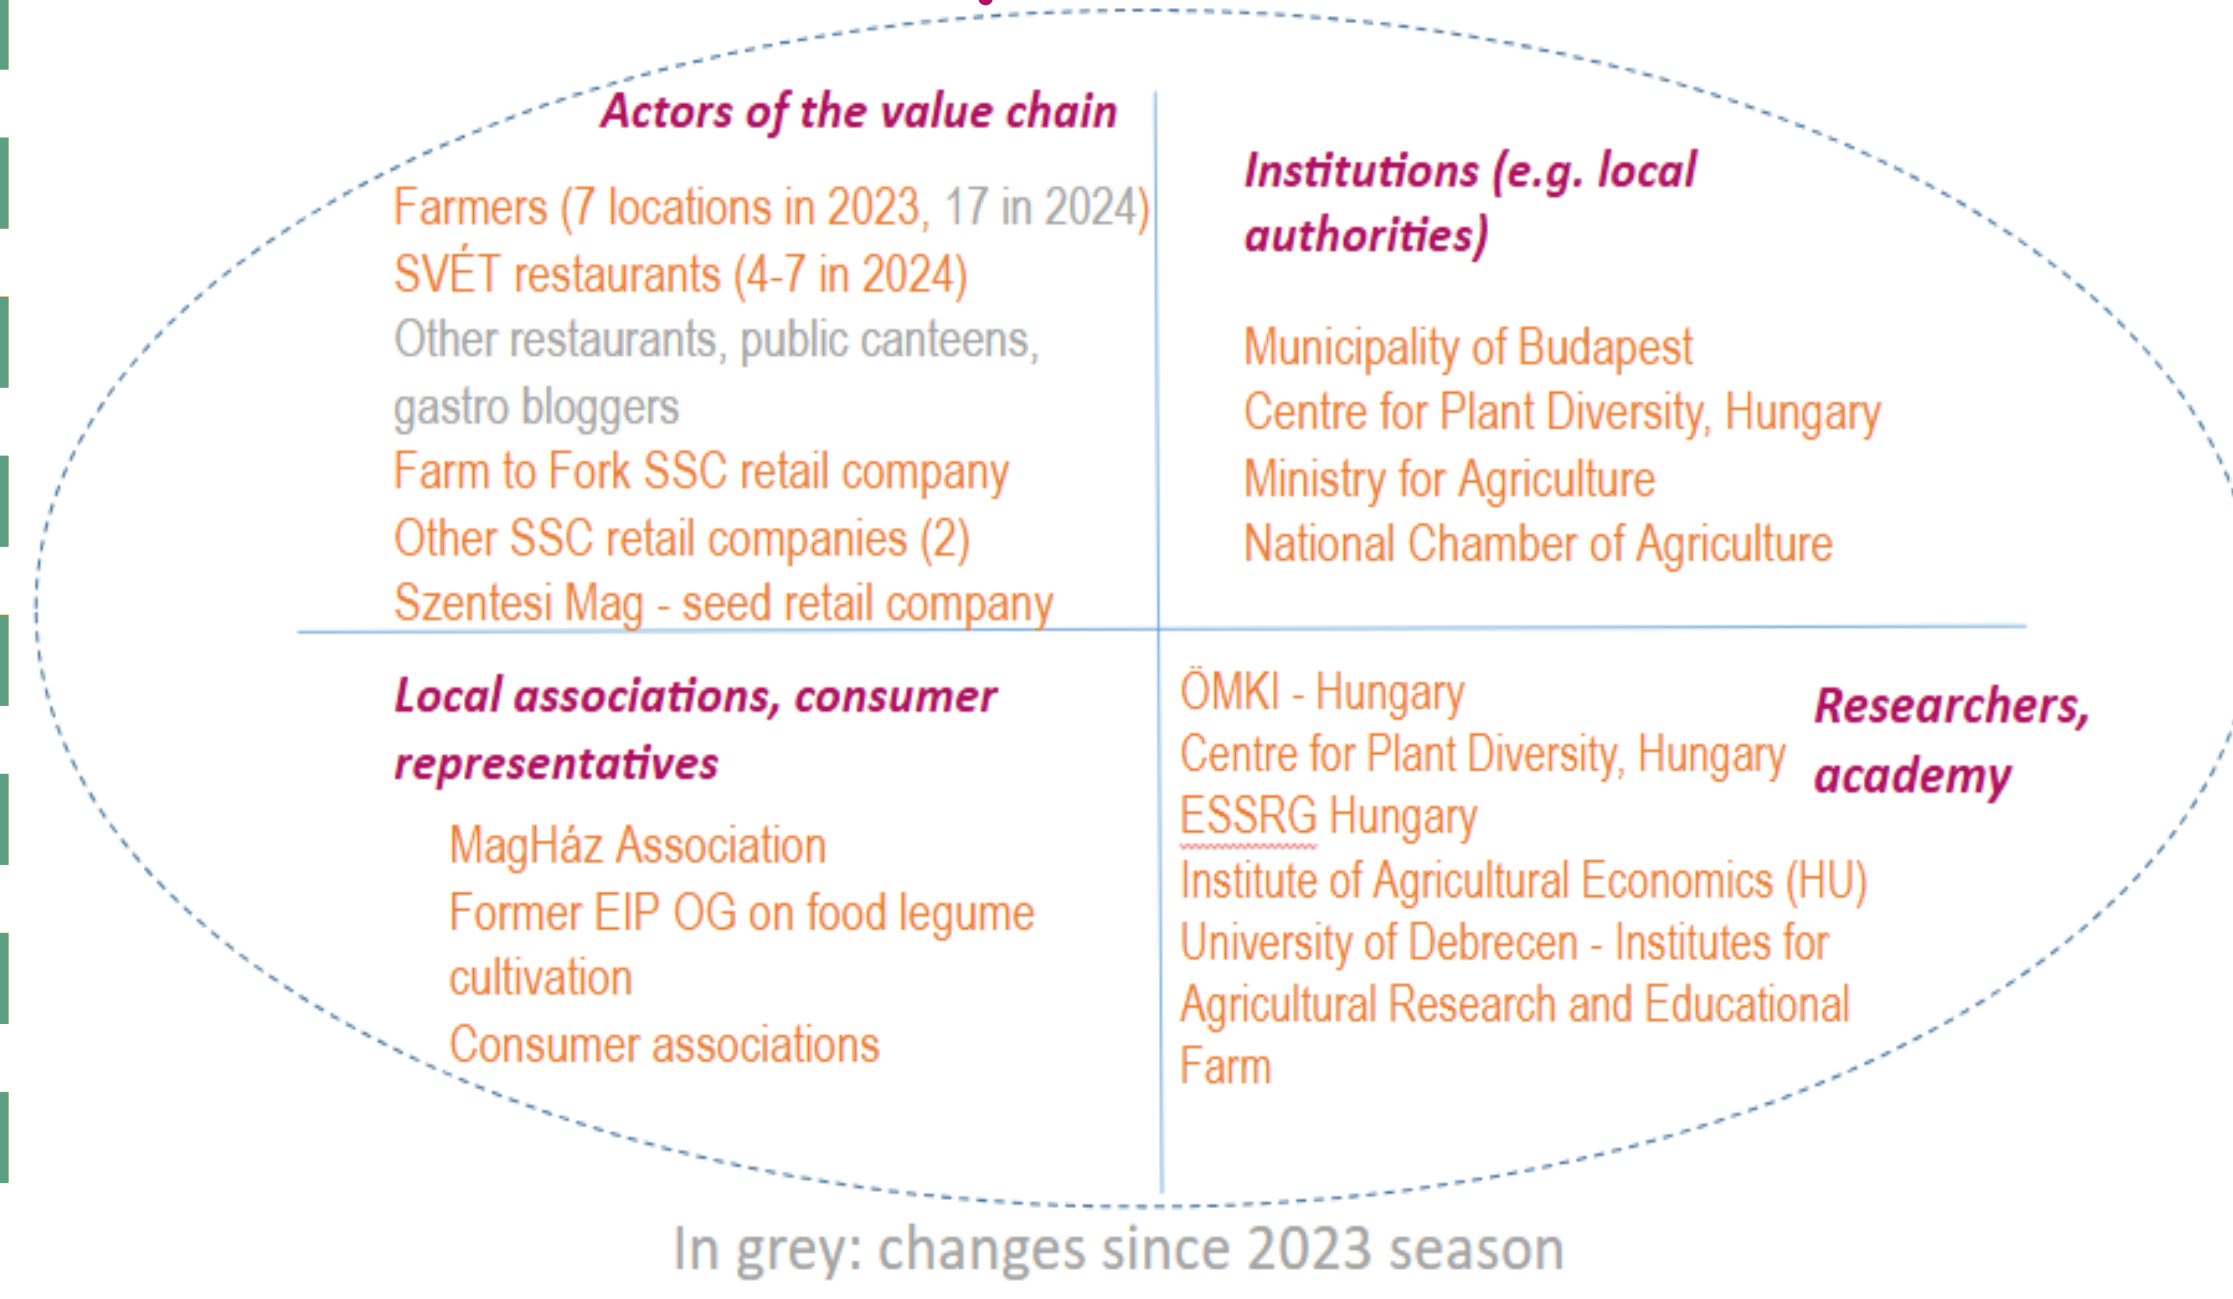 Actors of the value chain
Farmers (7 locations in 2023, 17 in 2024)
SVÉT restaurants (4-7 in 2024)
Other restaurants, public canteens,
gastro bloggers
Farm to Fork SSC retail company
Other SSC retail companies (2)
Szentesi Mag - seed retail company
Institutions (e.g. local
authorities)
Municipality of Budapest
Centre for Plant Diversity, Hungary
Ministry for Agriculture
National Chamber of Agriculture
Local associations, consumer
representatives
MagHáz Association
Former EIP OG on food legume
cultivation
Consumer associations
Researchers,
academy
ÖMKI - Hungary
Centre for Plant Diversity, Hungary
ESSRG Hungary
Institute of Agricultural Economics (HU)
University of Debrecen - Institutes for
Agricultural Research and Educational
Farm
In grey: changes since 2023 season